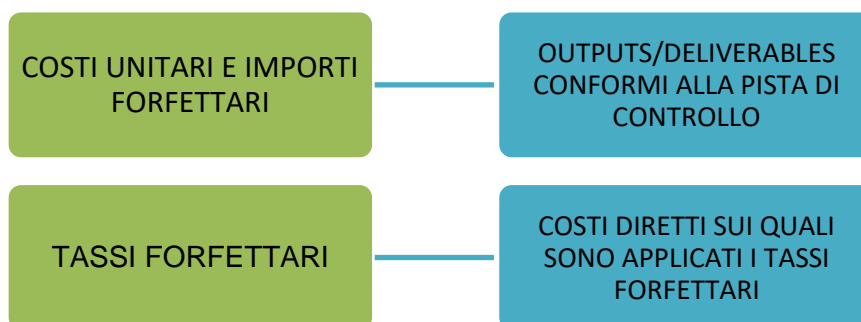 COSTI UNITARI E IMPORTI
FORFETTARI
OUTPUTS/DELIVERABLES
CONFORMI ALLA PISTA DI
CONTROLLO
TASSI FORFETTARI
COSTI DIRETTI SUI QUALI
SONO APPLICATI I TASSI
FORFETTARI